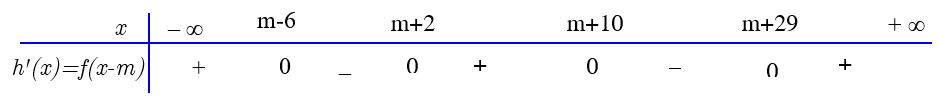 x – ∞ m-6 m+2 m+10 m+29 + ∞
h'(x)=f(x-m) + 0 – 0 + 0 – 0 +